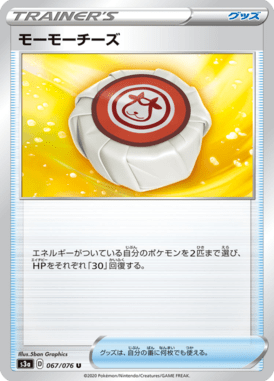 TRAINER'S
グッズ
モーモーチーズ
エネルギーがついている自分のポケモンを2匹まで選び、
HPをそれぞれ「30」回復する。
Illus. 5ban Graphics
s3a D 067/076 U
グッズは、自分の番に何枚でも使える。
©2020 Pokémon/Nintendo/Creatures/GAME FREAK.